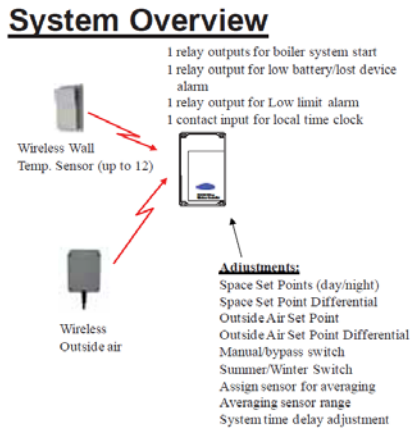 System Overview
1 relay outputs for boiler system start
1 relay output for low battery/lost device
alarm
1 relay output for Low limit alarm
1 contact input for local time clock
Wireless Wall
Temp. Sensor (up to 12)
Wireless
Outside air
Adjustments:
Space Set Points (day/night)
Space Set Point Differential
Outside Air Set Point
Outside Air Set Point Differential
Manual/bypass switch
Summer/Winter Switch
Assign sensor for averaging
Averaging sensor range
System time delay adjustment